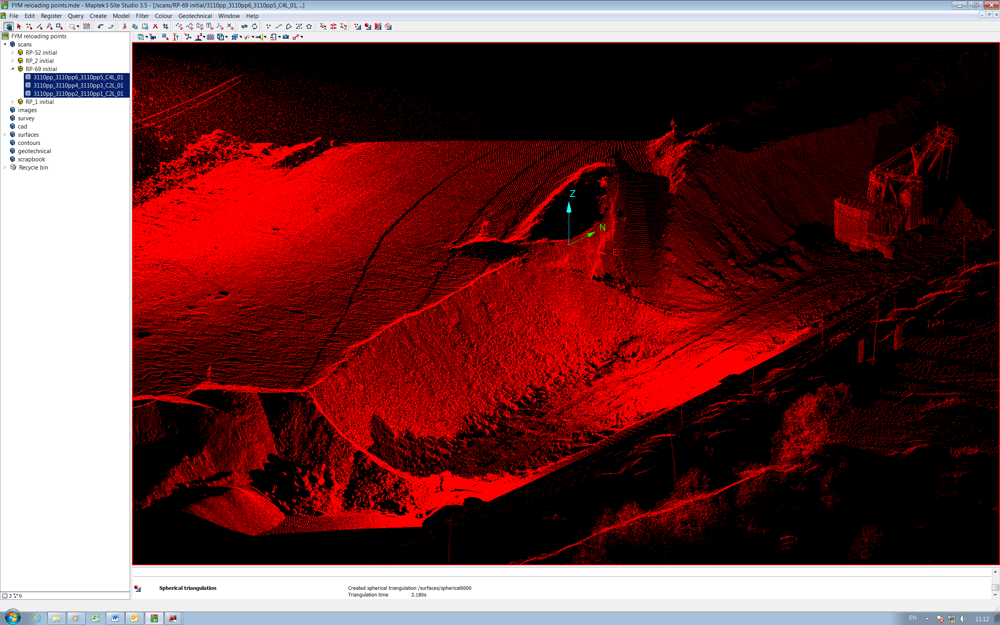 FYM reloading points.mde - Maptek I-Site Studio 3.5 - [/scans/RP-69 initial/3110pp_3110pp6_3110pp5_C4L_01, ...]
File Edit Register Query Create Model Filter Colour Geotechnical Window Help
FYM reloading points
scans
RP-52 initial
RP_2 initial
RP-69 initial
3110pp_3110pp6_3110pp5_C4L_01
3110pp_3110pp4_3110pp3_C2L_01
3110pp_3110pp2_3110pp1_C2L_01
RP_1 initial
images
survey
cad
surfaces
contours
geotechnical
scrapbook
Recycle bin
Z
N
E
Spherical triangulation Created spherical triangulation /surfaces/spherical0000
Triangulation time 2.180s
3 0
EN 11:12